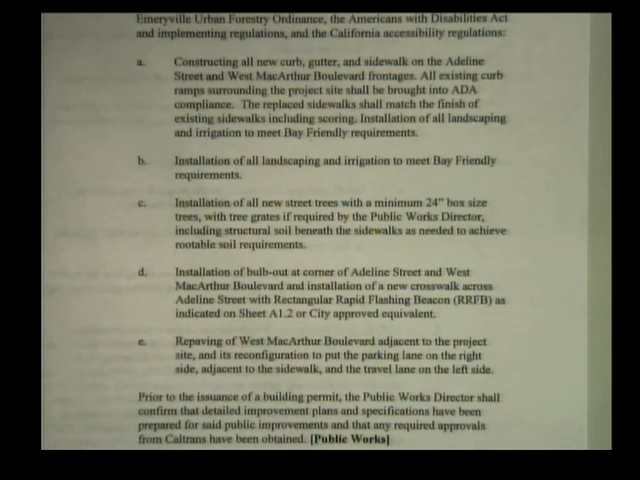 Emeryville Urban Forestry Ordinance, the Americans with Disabilities Act
and implementing regulations, and the California accessibility regulations:
a. Constructing all new curb, gutter, and sidewalk on the Adeline
Street and West MacArthur Boulevard frontages. All existing curb
ramps surrounding the project site shall be brought into ADA
compliance. The replaced sidewalks shall match the finish of
existing sidewalks including scoring. Installation of all landscaping
and irrigation to meet Bay Friendly requirements.
b. Installation of all landscaping and irrigation to meet Bay Friendly
requirements.
c. Installation of all new street trees with a minimum 24" box size
trees, with tree grates if required by the Public Works Director,
including structural soil beneath the sidewalks as needed to achieve
rootable soil requirements.
d. Installation of bulb-out at corner of Adeline Street and West
MacArthur Boulevard and installation of a new crosswalk across
Adeline Street with Rectangular Rapid Flashing Beacon (RRFB) as
indicated on Sheet A1.2 or City approved equivalent.
e. Repaving of West MacArthur Boulevard adjacent to the project
site, and its reconfiguration to put the parking lane on the right
side, adjacent to the sidewalk, and the travel lane on the left side.
Prior to the issuance of a building permit, the Public Works Director shall
confirm that detailed improvement plans and specifications have been
prepared for said public improvements and that any required approvals
from Caltrans have been obtained. [Public Works]